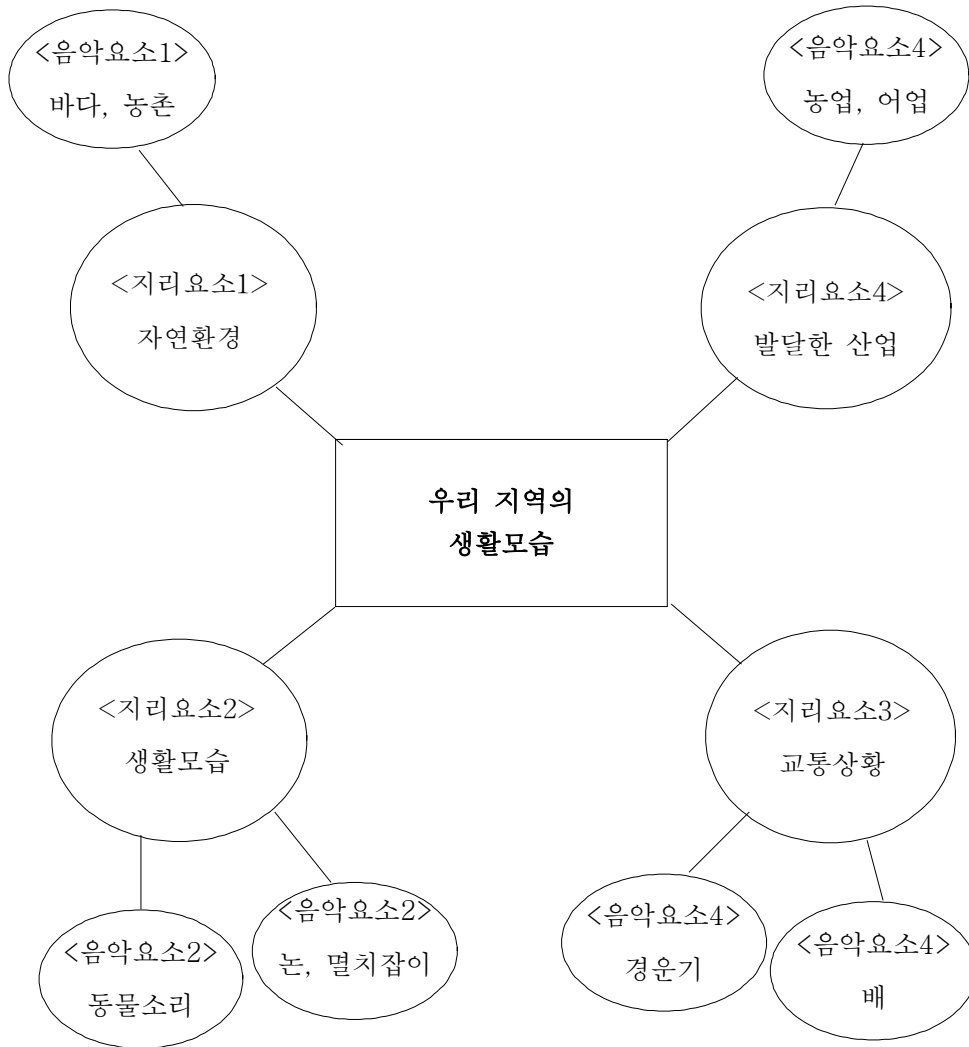 <음악요소1>
바다, 농촌
<음악요소4>
농업, 어업
<지리요소1>
자연환경
<지리요소4>
발달한 산업
우리 지역의
생활모습
<지리요소2>
생활모습
<지리요소3>
교통상황
<음악요소2>
동물소리
<음악요소2>
논, 멸치잡이
<음악요소4>
경운기
<음악요소4>
배